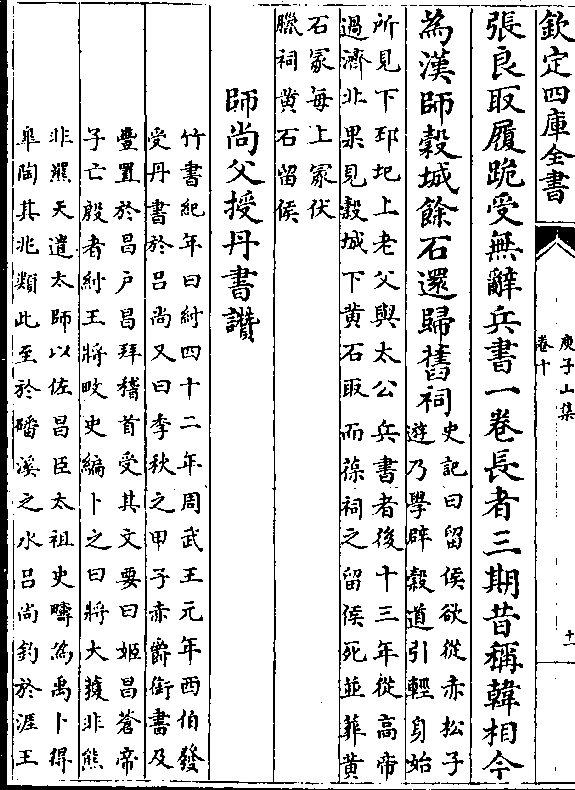 欽定四庫全書
庾子山集
卷十
十一
張良取履跪受無辭兵書一卷長者三期昔稱韓相今
為漢師穀城餘石還歸舊祠
史記曰留侯欲從赤松子
遊乃學辟穀道引輕身始
所見下邳圯上老父與太公兵書者後十三年從高帝
過濟北果見穀城下黄石取而葆祠之留侯死並葬黄
石冢每上冢伏
臘祠黄石留侯
師尚父授丹書讚
竹書紀年曰紂四十二年周武王元年西伯發
受丹書於呂尚又曰季秋之甲子赤爵銜書及
豐置於昌户昌拜稽首受其文要曰姬昌蒼帝
子亡殷者紂王將畋史編卜之曰將大獲非熊
非羆天遺太師以佐昌臣太祖史疇為禹卜得
臯陶其兆類此至於磻溪之水呂尚釣於涯王